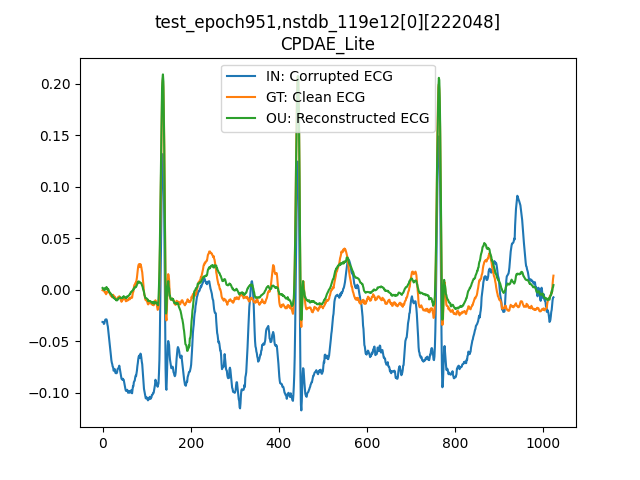 test_epoch951,nstdb_119e12[0][222048]
CPDAE_Lite
IN: Corrupted ECG
GT: Clean ECG
OU: Reconstructed ECG
0.20
0.15
0.10
0.05
0.00
−0.05
−0.10
0 200 400 600 800 1000